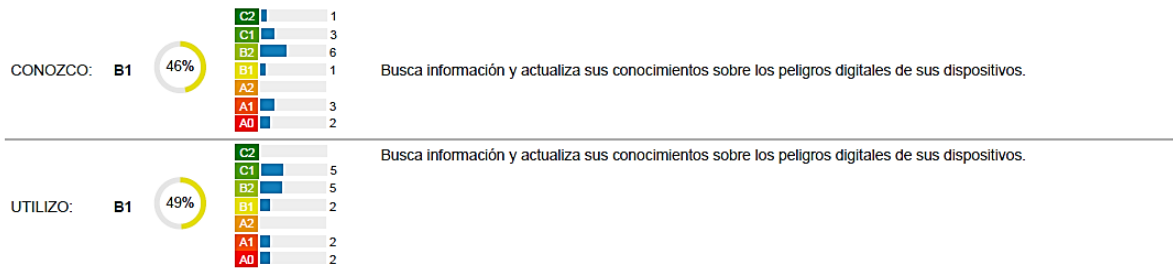 C2 1
C1 3
B2 6
CONOZCO: B1 46% B1 1 Busca información y actualiza sus conocimientos sobre los peligros digitales de sus dispositivos.
A2
A1 3
A0 2
C2 Busca información y actualiza sus conocimientos sobre los peligros digitales de sus dispositivos.
C1 5
B2 5
UTILIZO: B1 49% B1 2
A2
A1 2
A0 2